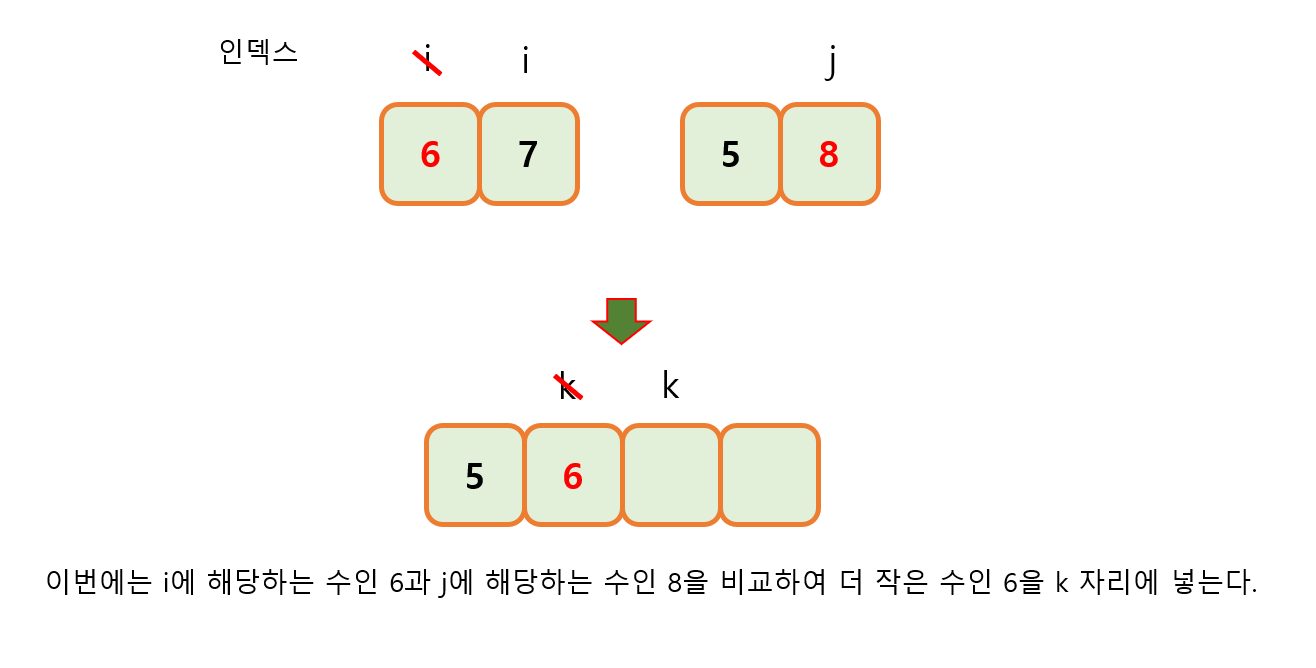 인덱스 i i j
6 7 5 8
k k
5 6
이번에는 i에 해당하는 수인 6과 j에 해당하는 수인 8을 비교하여 더 작은 수인 6을 k 자리에 넣는다.